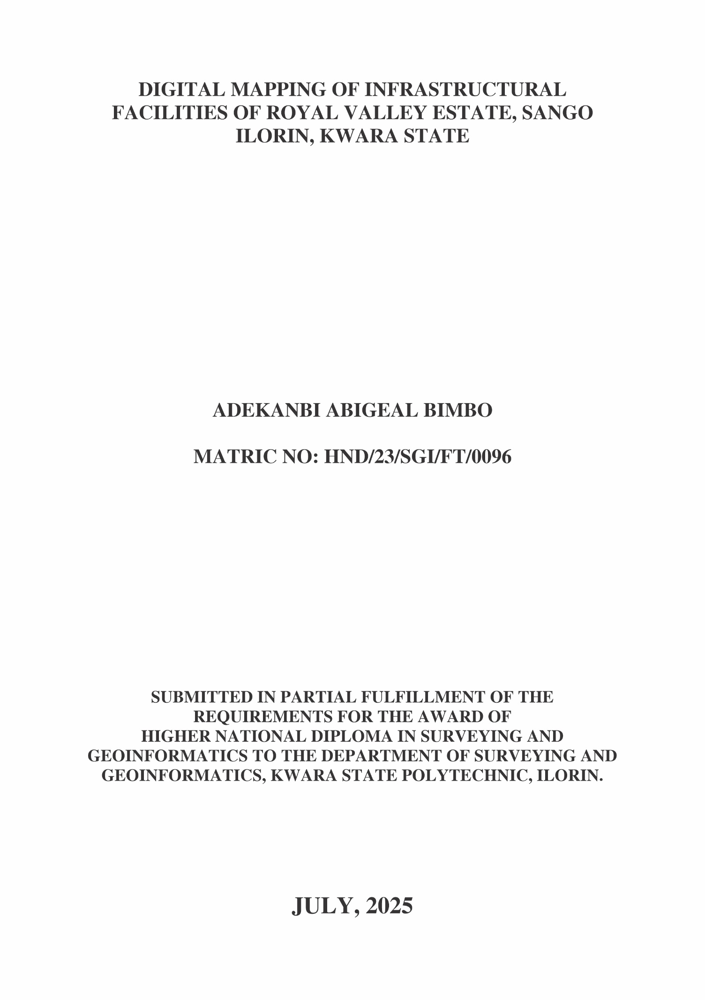 DIGITAL MAPPING OF INFRASTRUCTURAL
FACILITIES OF ROYAL VALLEY ESTATE, SANGO
ILORIN, KWARA STATE
ADEKANBI ABIGEAL BIMBO
MATRIC NO: HND/23/SGI/FT/0096
SUBMITTED IN PARTIAL FULFILLMENT OF THE
REQUIREMENTS FOR THE AWARD OF
HIGHER NATIONAL DIPLOMA IN SURVEYING AND
GEOINFORMATICS TO THE DEPARTMENT OF SURVEYING AND
GEOINFORMATICS, KWARA STATE POLYTECHNIC, ILORIN.
JULY, 2025